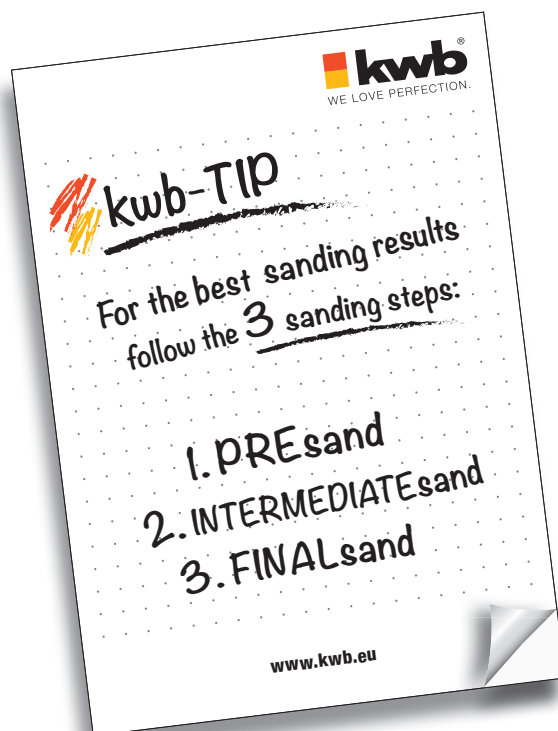 kwb®
WE LOVE PERFECTION.
kwb-TIP
For the best sanding results
follow the 3 sanding steps:
1. PREsand
2. INTERMEDIATEsand
3. FINALsand
www.kwb.eu